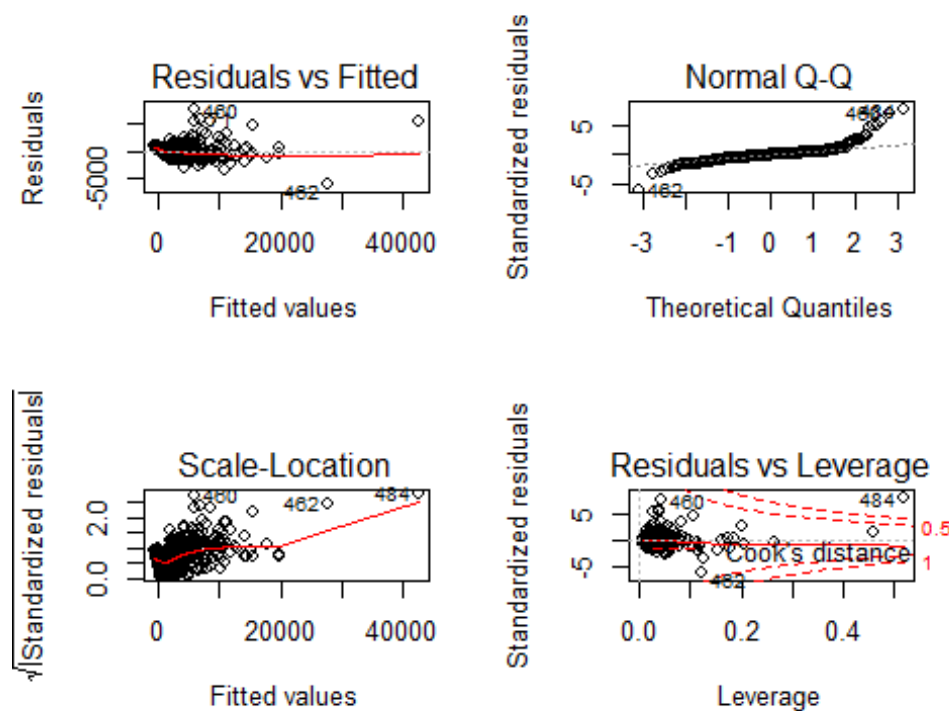 Residuals vs Fitted
Residuals
-5000
460
462
0
20000
40000
Fitted values
Normal Q-Q
Standardized residuals
5
-5
462
-3
-1
0
1
2
3
Theoretical Quantiles
Scale-Location
√|Standardized residuals|
2.0
0.0
460
462
484
0
20000
40000
Fitted values
Residuals vs Leverage
Standardized residuals
5
-5
460
484
0.5
Cook's distance
1
462
0.0
0.2
0.4
Leverage